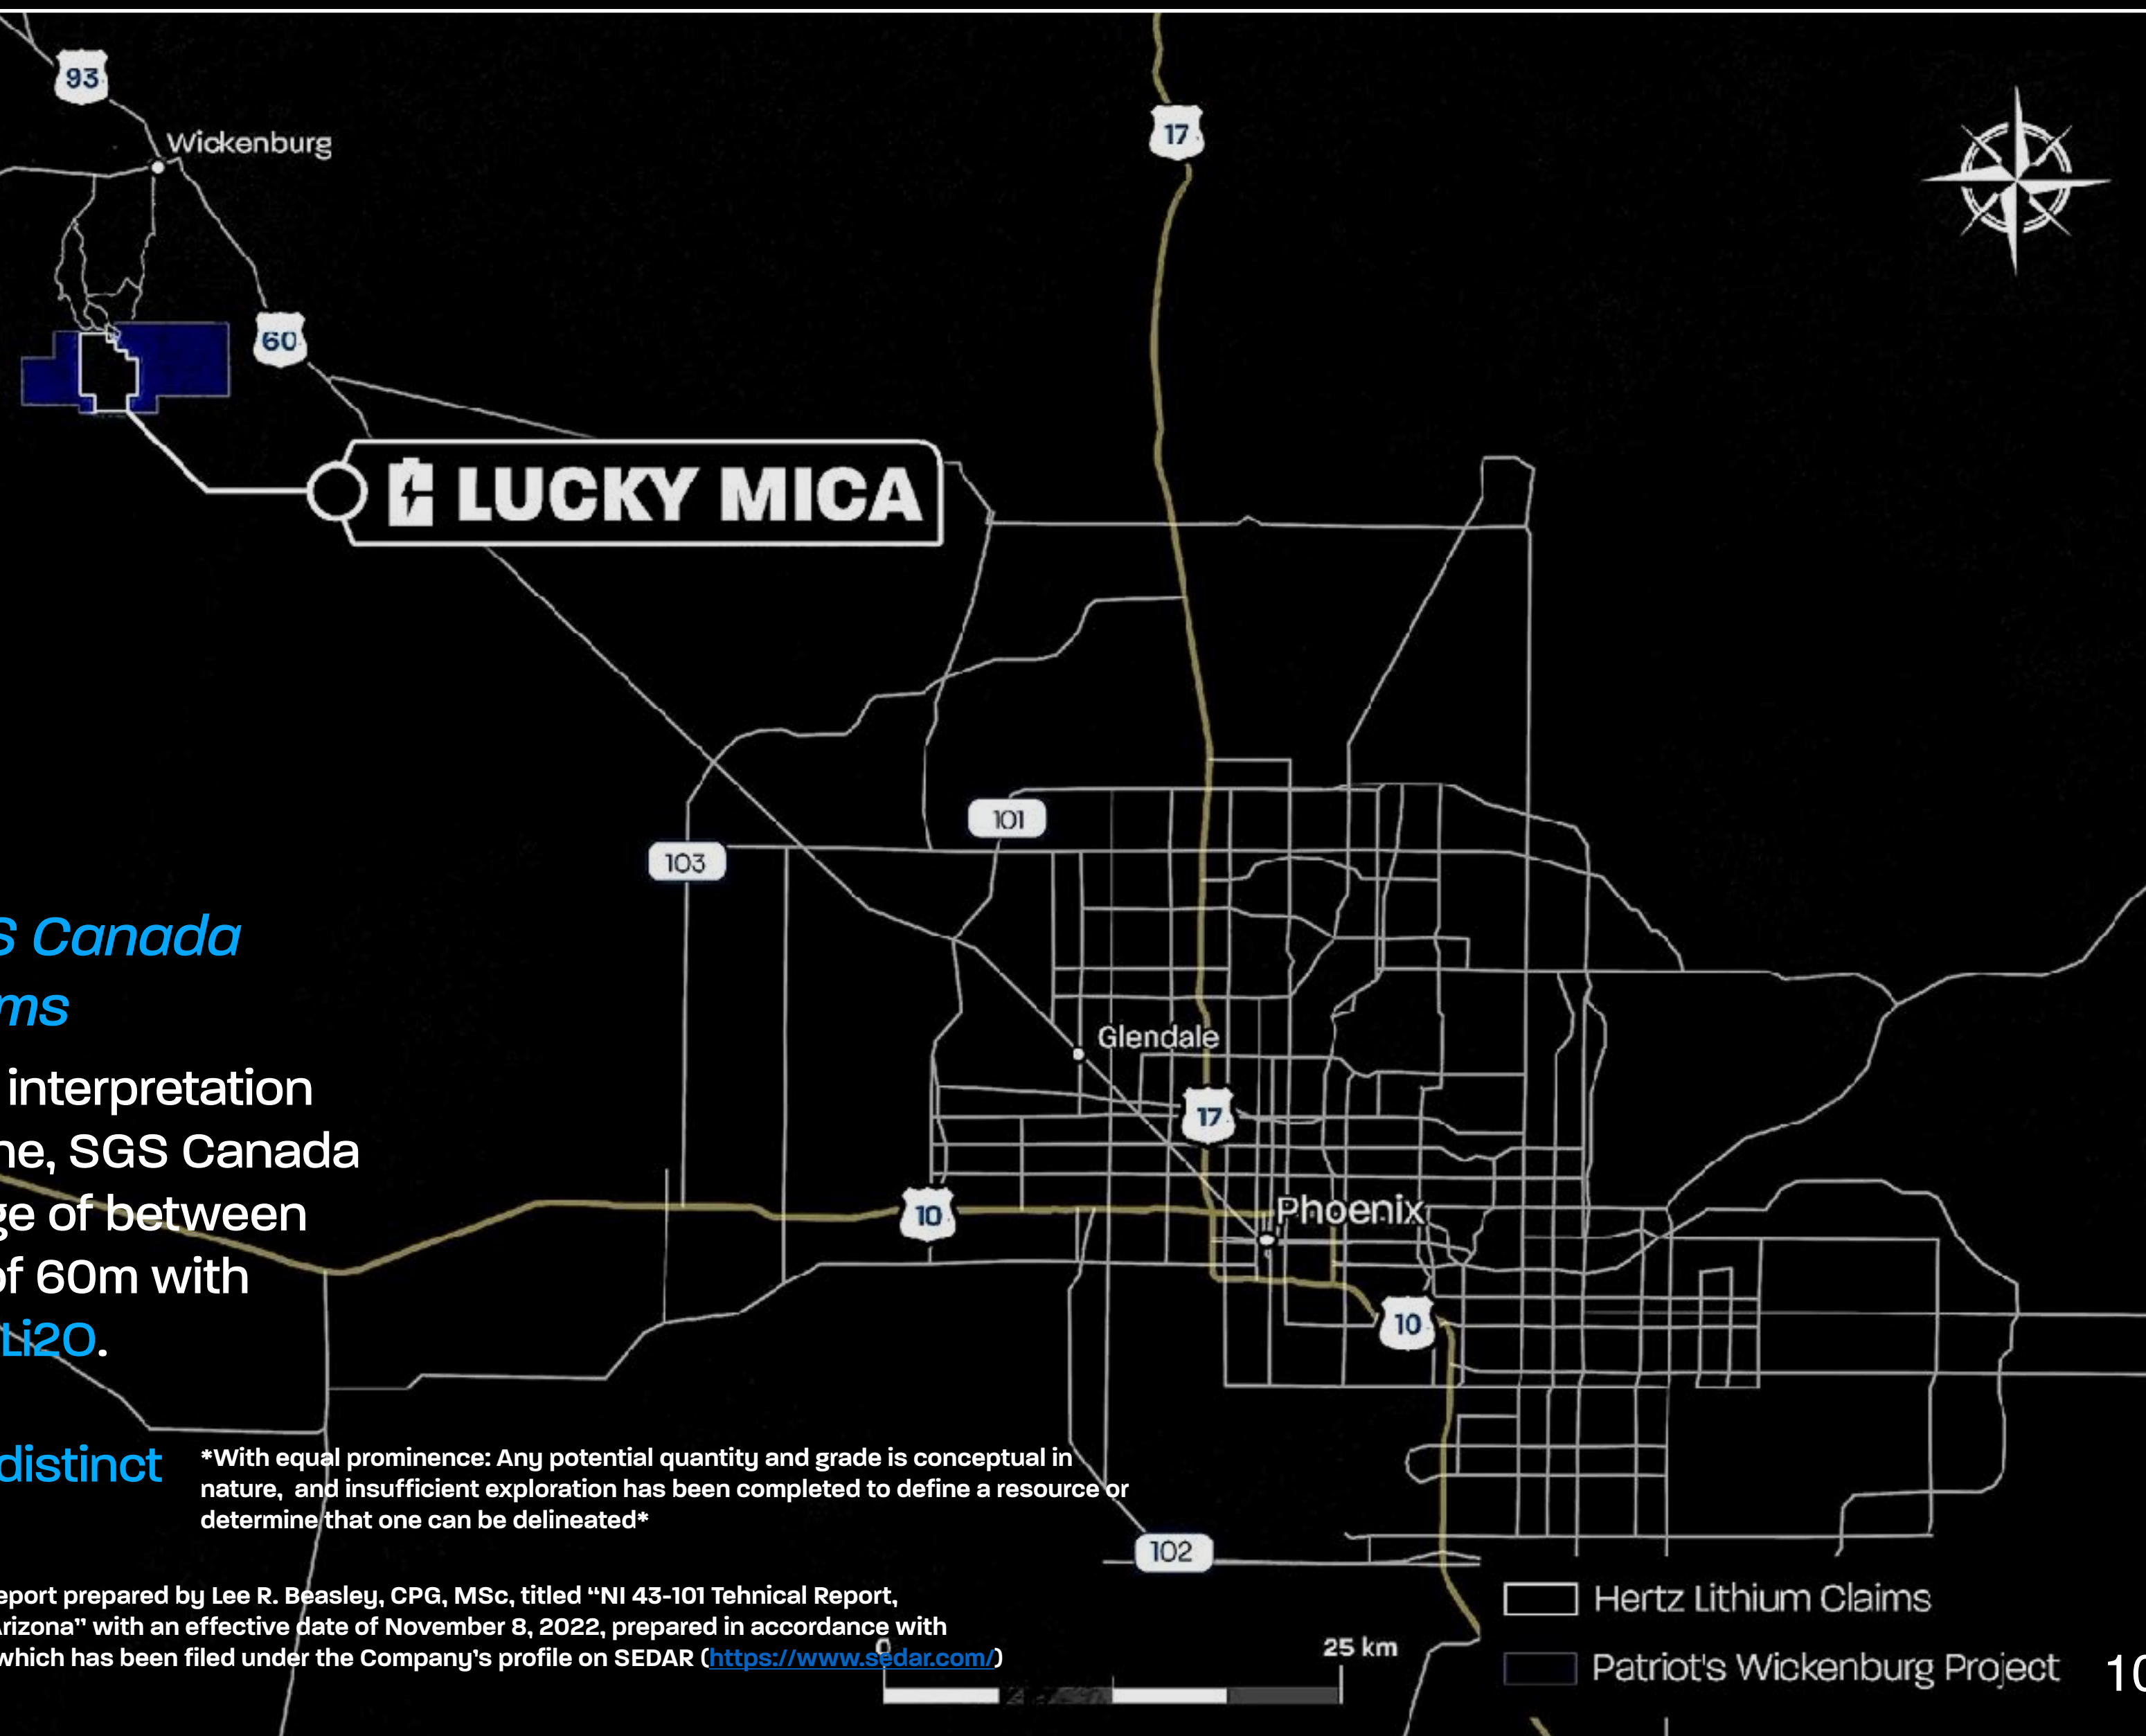 93
Wickenburg
17
60
LUCKY MICA
101
103
S Canada
ms
interpretation
Glendale
ne, SGS Canada
17
ge of between
10
Phoenix
of 60m with
10
Li2O.
distinct
*With equal prominence: Any potential quantity and grade is conceptual in
nature, and insufficient exploration has been completed to define a resource or
determine that one can be delineated*
102
eport prepared by Lee R. Beasley, CPG, MSc, titled “NI 43-101 Tehnical Report,
Arizona” with an effective date of November 8, 2022, prepared in accordance with
which has been filed under the Company’s profile on SEDAR (https://www.sedar.com/)
0
25 km
Hertz Lithium Claims
Patriot's Wickenburg Project
10